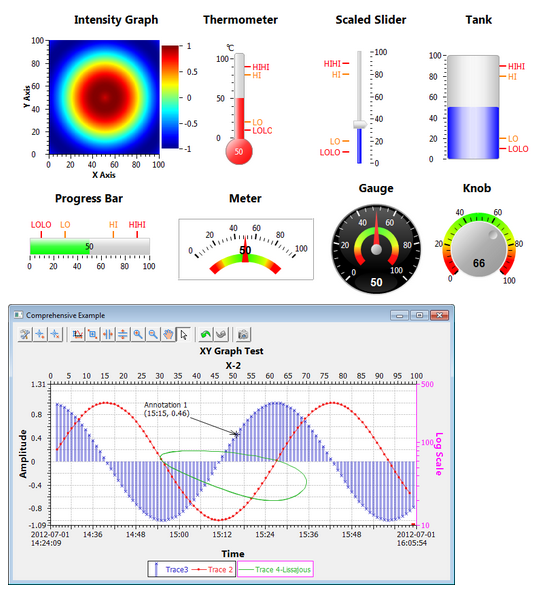 Intensity Graph
100
80
60
40
20
0
Y Axis
0 20 40 60 80 100
X Axis
1
0.5
0
-0.5
-1
Thermometer
℃
100
50
0
HIHI
HI
LO
LOLC
50
Scaled Slider
HIHI
HI
LO
LOLO
100
80
60
40
20
0
Tank
100
80
60
40
20
0
HIHI
HI
LO
LOLO
Progress Bar
LOLO LO HI HIHI
50
0 20 40 60 80 100
Meter
0 20 40 60 80 100
50
Gauge
0 20 40 60 80 100
50
Knob
0 20 40 60 80 100
66
Comprehensive Example
XY Graph Test
X-2
0 5 10 15 20 25 30 35 40 45 50 55 60 65 70 75 80 85 90 95 100
1.31
0.8
0.4
0
-0.4
-0.8
-1.09
Amplitude
Annotation 1
(15:15, 0.46)
500
100
10
Log Scale
2012-07-01 14:36 14:48 15:00 15:12 15:24 15:36 15:48 2012-07-01
14:24:09 16:05:54
Time
Trace3 Trace 2 Trace 4-Lissajous